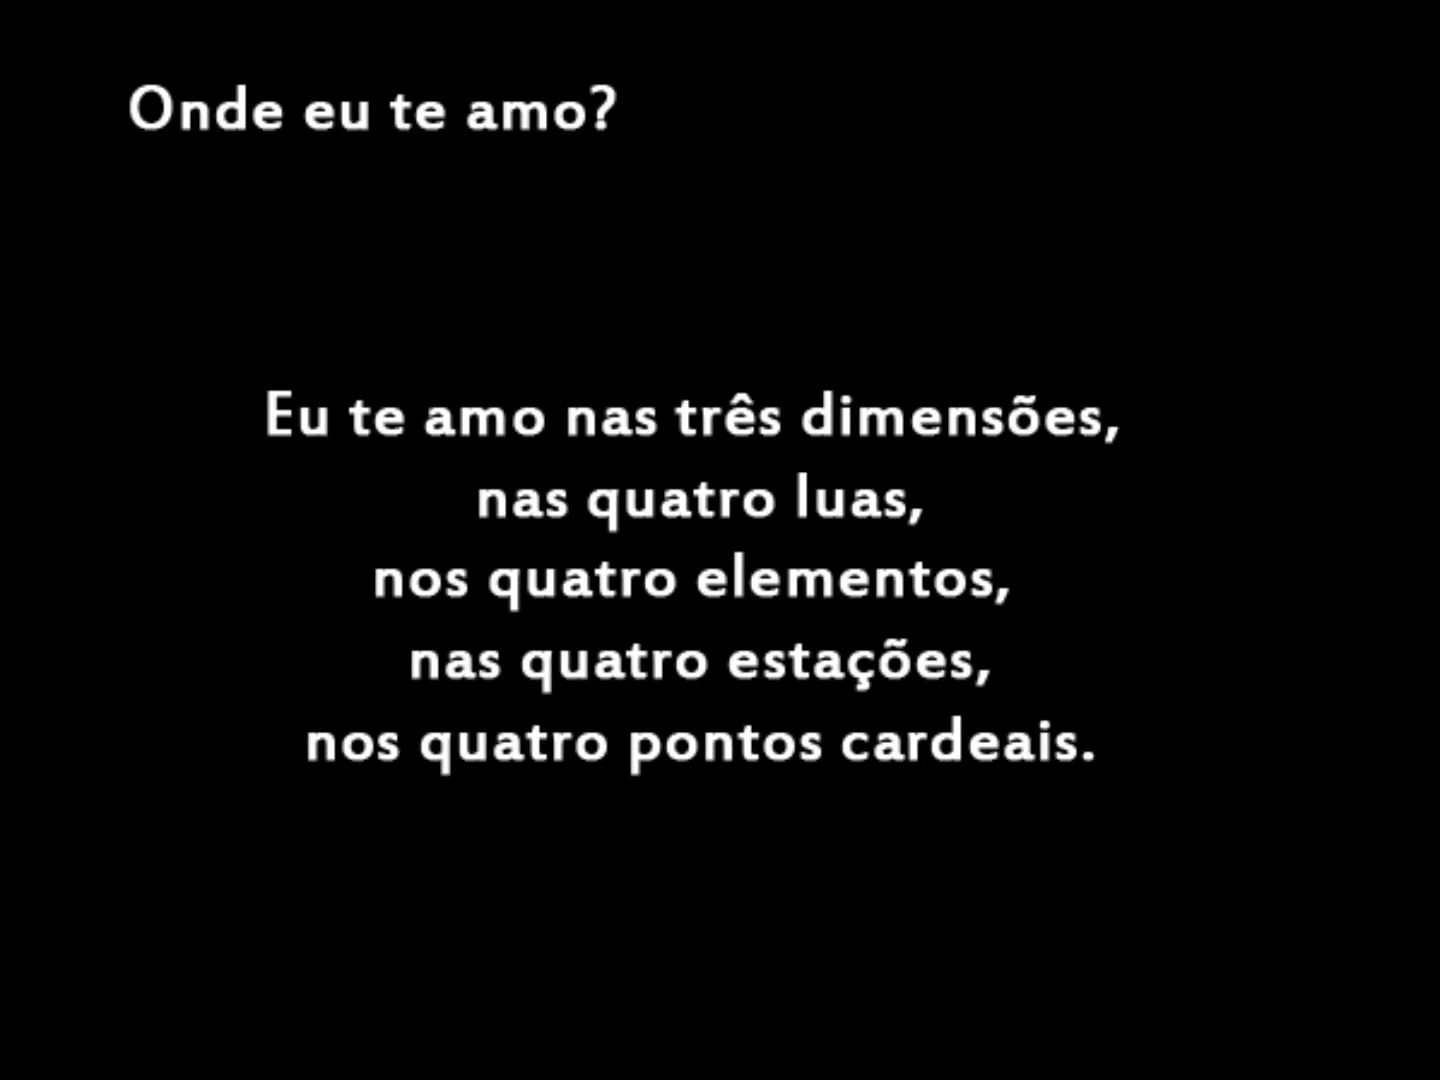 Onde eu te amo?
Eu te amo nas três dimensões,
nas quatro luas,
nos quatro elementos,
nas quatro estações,
nos quatro pontos cardeais.